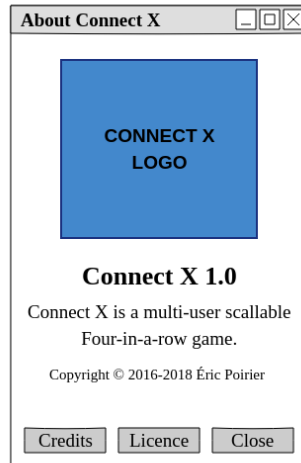 About Connect X
CONNECT X
LOGO
Connect X 1.0
Connect X is a multi-user scallable
Four-in-a-row game.
Copyright © 2016-2018 Éric Poirier
Credits Licence Close